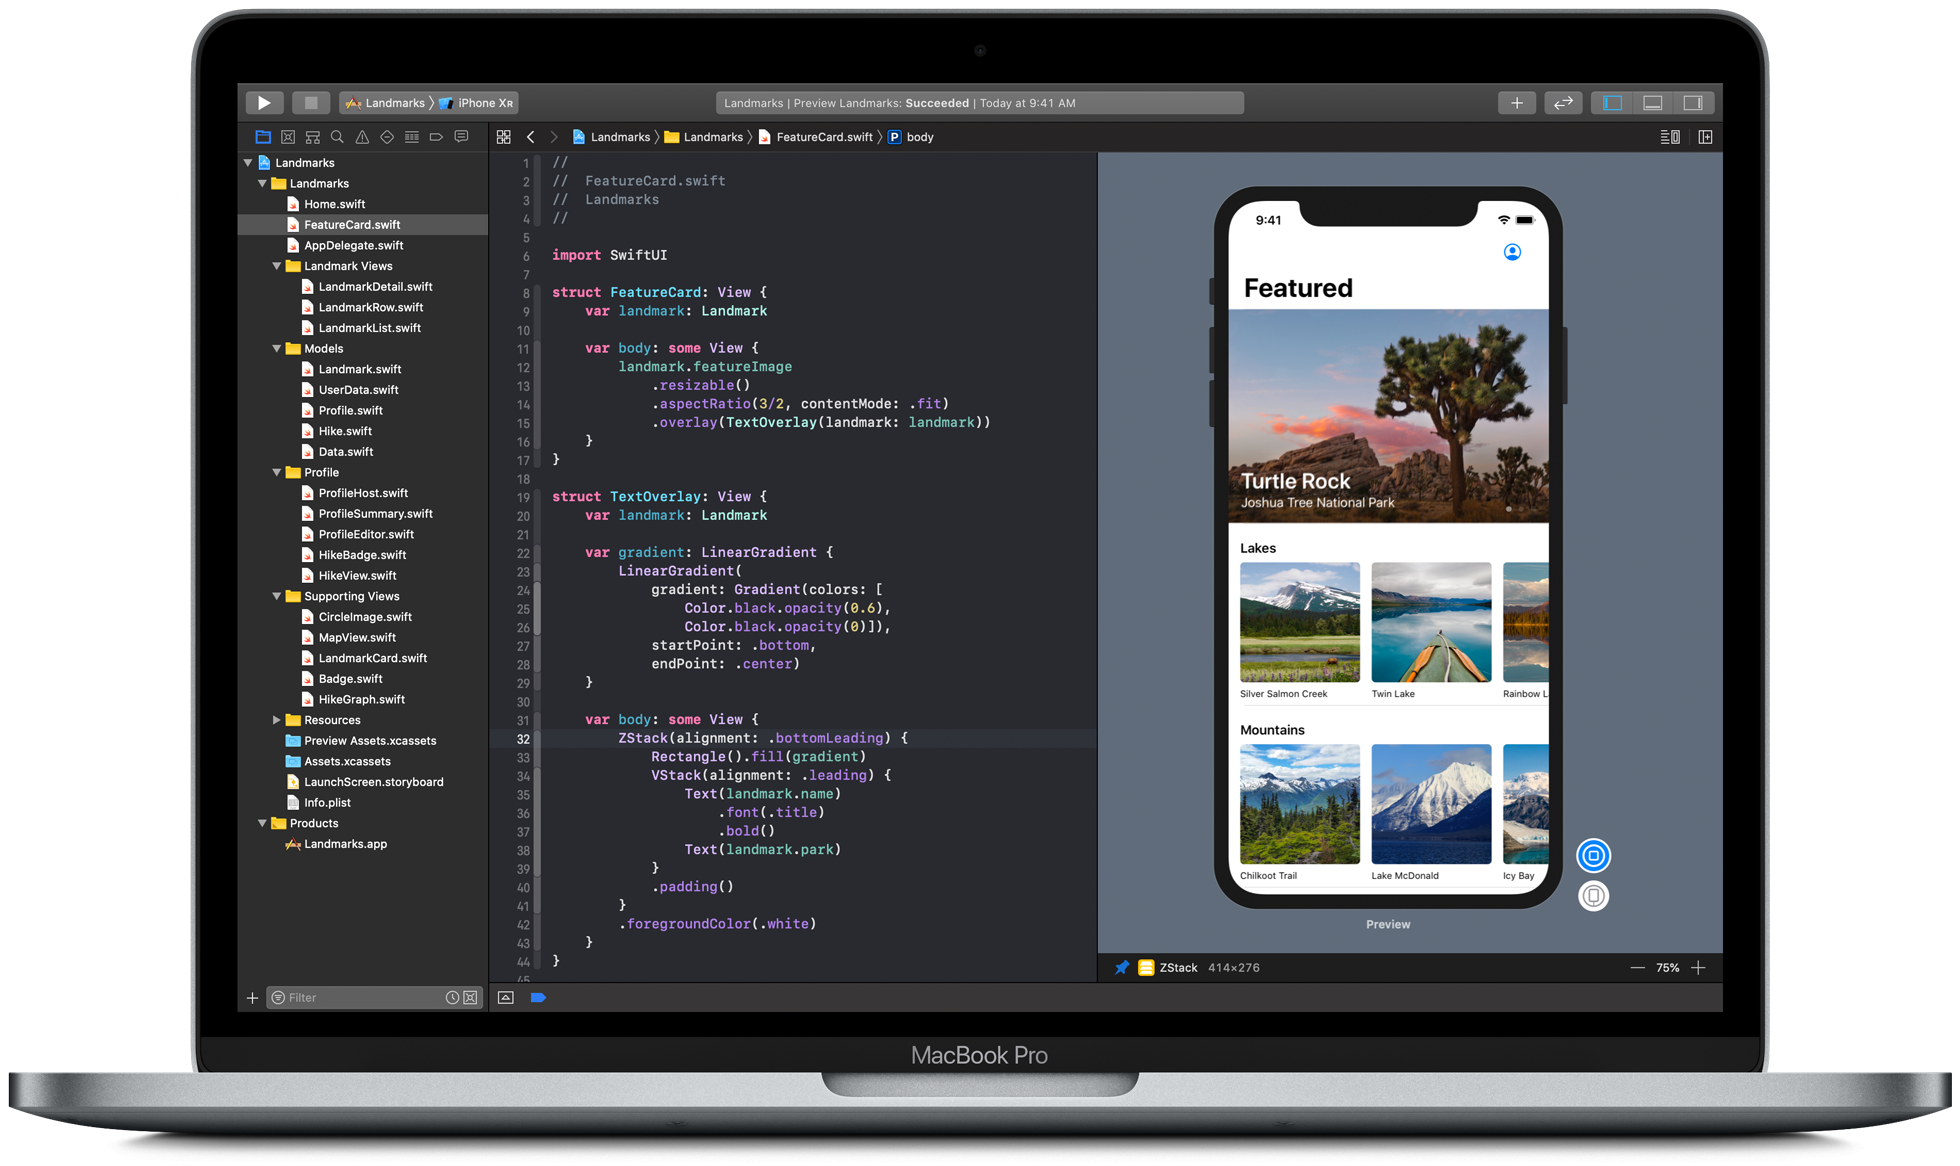 Landmarks 〉 iPhone Xʀ
Landmarks | Preview Landmarks: Succeeded | Today at 9:41 AM
Landmarks 〉 Landmarks 〉 FeatureCard.swift 〉 P body
Landmarks
Landmarks
Home.swift
FeatureCard.swift
AppDelegate.swift
Landmark Views
LandmarkDetail.swift
LandmarkRow.swift
LandmarkList.swift
Models
Landmark.swift
UserData.swift
Profile.swift
Hike.swift
Data.swift
Profile
ProfileHost.swift
ProfileSummary.swift
ProfileEditor.swift
HikeBadge.swift
HikeView.swift
Supporting Views
CircleImage.swift
MapView.swift
LandmarkCard.swift
Badge.swift
HikeGraph.swift
Resources
Preview Assets.xcassets
Assets.xcassets
LaunchScreen.storyboard
Info.plist
Products
Landmarks.app
Filter
1 //
2 //  FeatureCard.swift
3 //  Landmarks
4 //
5
6 import SwiftUI
7
8 struct FeatureCard: View {
9     var landmark: Landmark
10
11     var body: some View {
12         landmark.featureImage
13             .resizable()
14             .aspectRatio(3/2, contentMode: .fit)
15             .overlay(TextOverlay(landmark: landmark))
16     }
17 }
18
19 struct TextOverlay: View {
20     var landmark: Landmark
21
22     var gradient: LinearGradient {
23         LinearGradient(
24             gradient: Gradient(colors: [
25                 Color.black.opacity(0.6),
26                 Color.black.opacity(0)]),
27             startPoint: .bottom,
28             endPoint: .center)
29     }
30
31     var body: some View {
32         ZStack(alignment: .bottomLeading) {
33             Rectangle().fill(gradient)
34             VStack(alignment: .leading) {
35                 Text(landmark.name)
36                     .font(.title)
37                     .bold()
38                 Text(landmark.park)
39             }
40             .padding()
41         }
42         .foregroundColor(.white)
43     }
44 }
45
9:41
Featured
Turtle Rock
Joshua Tree National Park
Lakes
Silver Salmon Creek
Twin Lake
Rainbow L
Mountains
Chilkoot Trail
Lake McDonald
Icy Bay
Preview
ZStack 414×276
75%
MacBook Pro